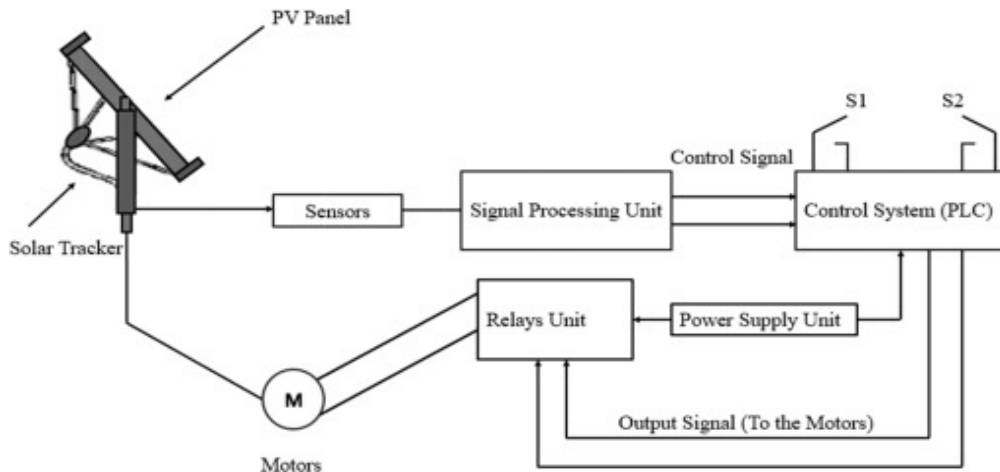 PV Panel
S1
S2
Control Signal
Sensors
Signal Processing Unit
Control System (PLC)
Solar Tracker
Relays Unit
Power Supply Unit
M
Output Signal (To the Motors)
Motors